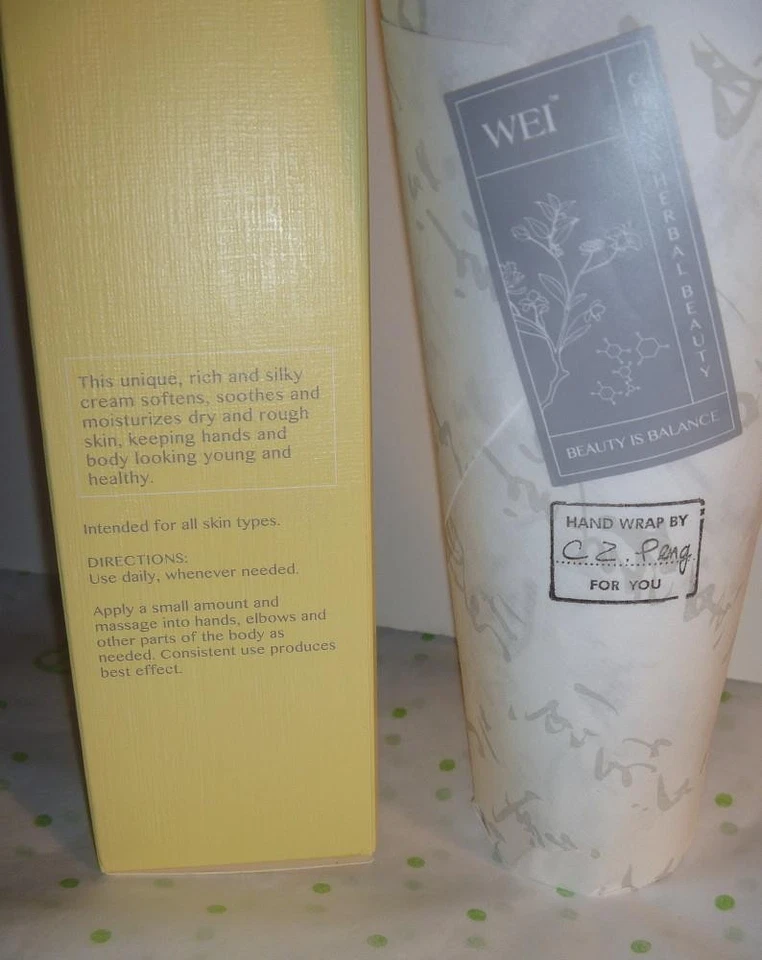 This unique, rich and silky
cream softens, soothes and
moisturizes dry and rough
skin, keeping hands and
body looking young and
healthy.
Intended for all skin types.
DIRECTIONS:
Use daily, whenever needed.
Apply a small amount and
massage into hands, elbows and
other parts of the body as
needed. Consistent use produces
best effect.
WEI™
HERBAL BEAUTY
BEAUTY IS BALANCE
HAND WRAP BY
C Z. Peng
FOR YOU